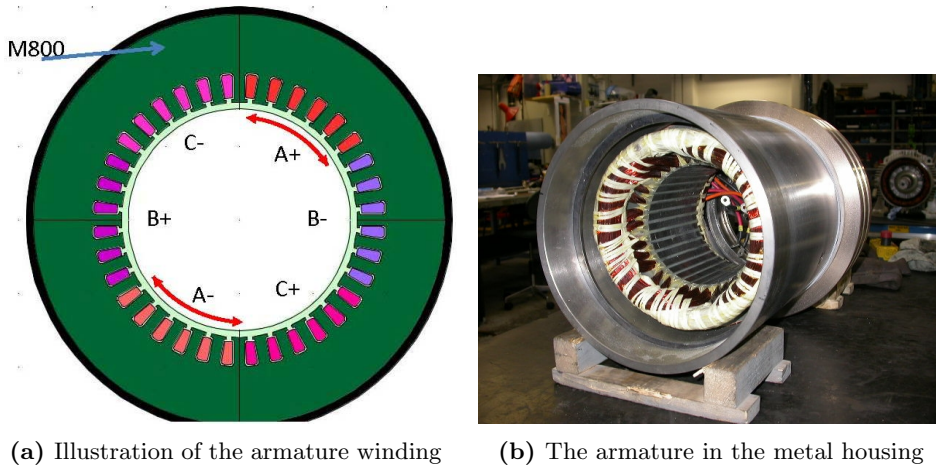 M800
C-
A+
B+
B-
A-
C+
(a) Illustration of the armature winding
(b) The armature in the metal housing